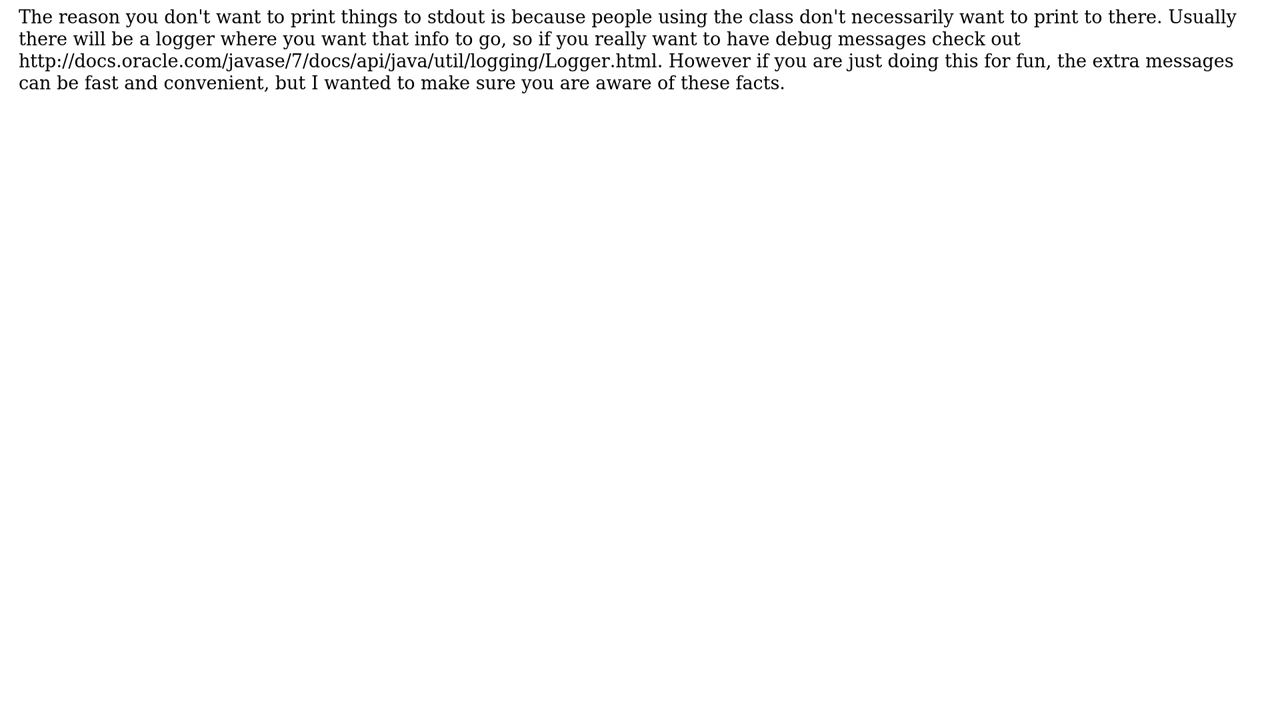 The reason you don't want to print things to stdout is because people using the class don't necessarily want to print to there. Usually
there will be a logger where you want that info to go, so if you really want to have debug messages check out
http://docs.oracle.com/javase/7/docs/api/java/util/logging/Logger.html. However if you are just doing this for fun, the extra messages
can be fast and convenient, but I wanted to make sure you are aware of these facts.